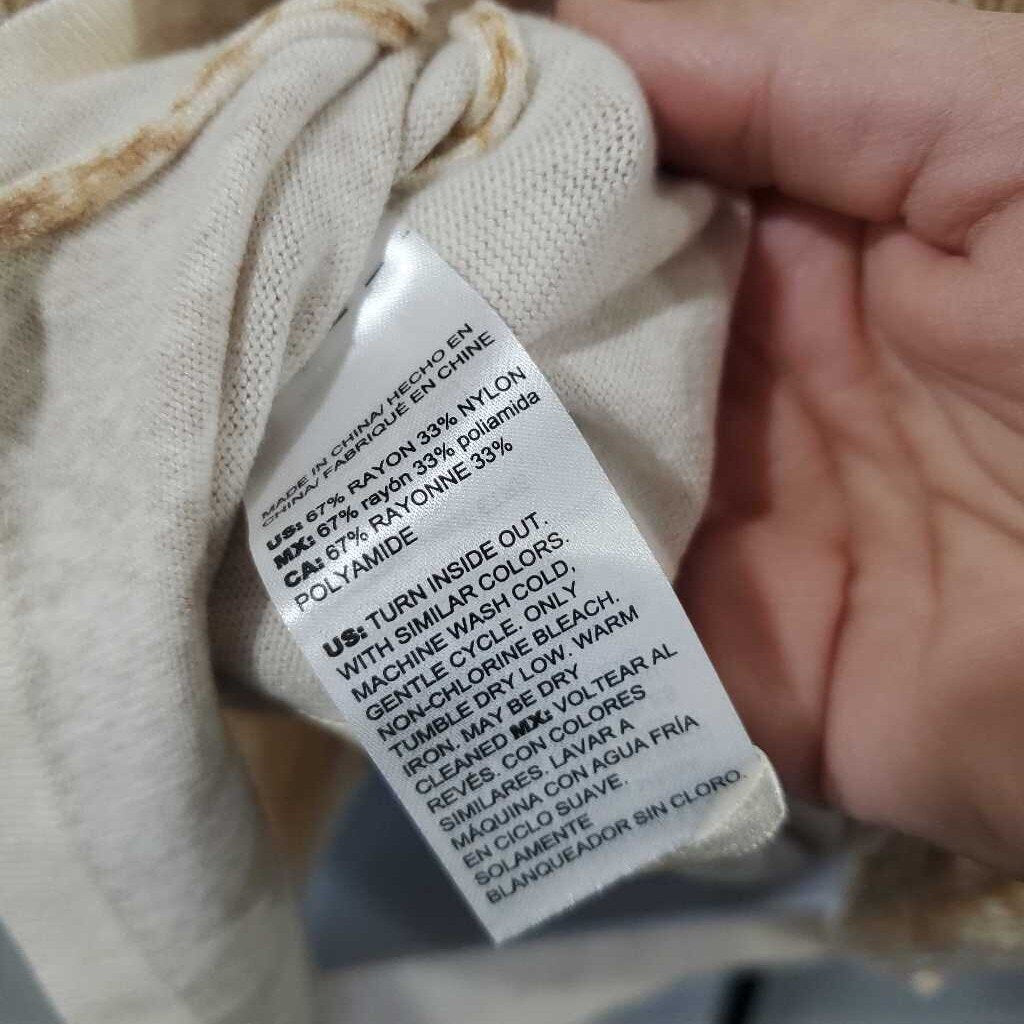 MADE IN CHINA/ HECHO EN
CHINA/ FABRIQUÉ EN CHINE
US: 67% RAYON 33% NYLON
MX: 67% rayón 33% poliamida
CA: 67% RAYONNE 33%
POLYAMIDE
US: TURN INSIDE OUT.
WITH SIMILAR COLORS.
MACHINE WASH COLD,
GENTLE CYCLE. ONLY
NON-CHLORINE BLEACH.
TUMBLE DRY LOW. WARM
IRON. MAY BE DRY
CLEANED MX: VOLTEAR AL
REVÉS. CON COLORES
SIMILARES. LAVAR A
MÁQUINA CON AGUA FRÍA
EN CICLO SUAVE.
SOLAMENTE
BLANQUEADOR SIN CLORO.